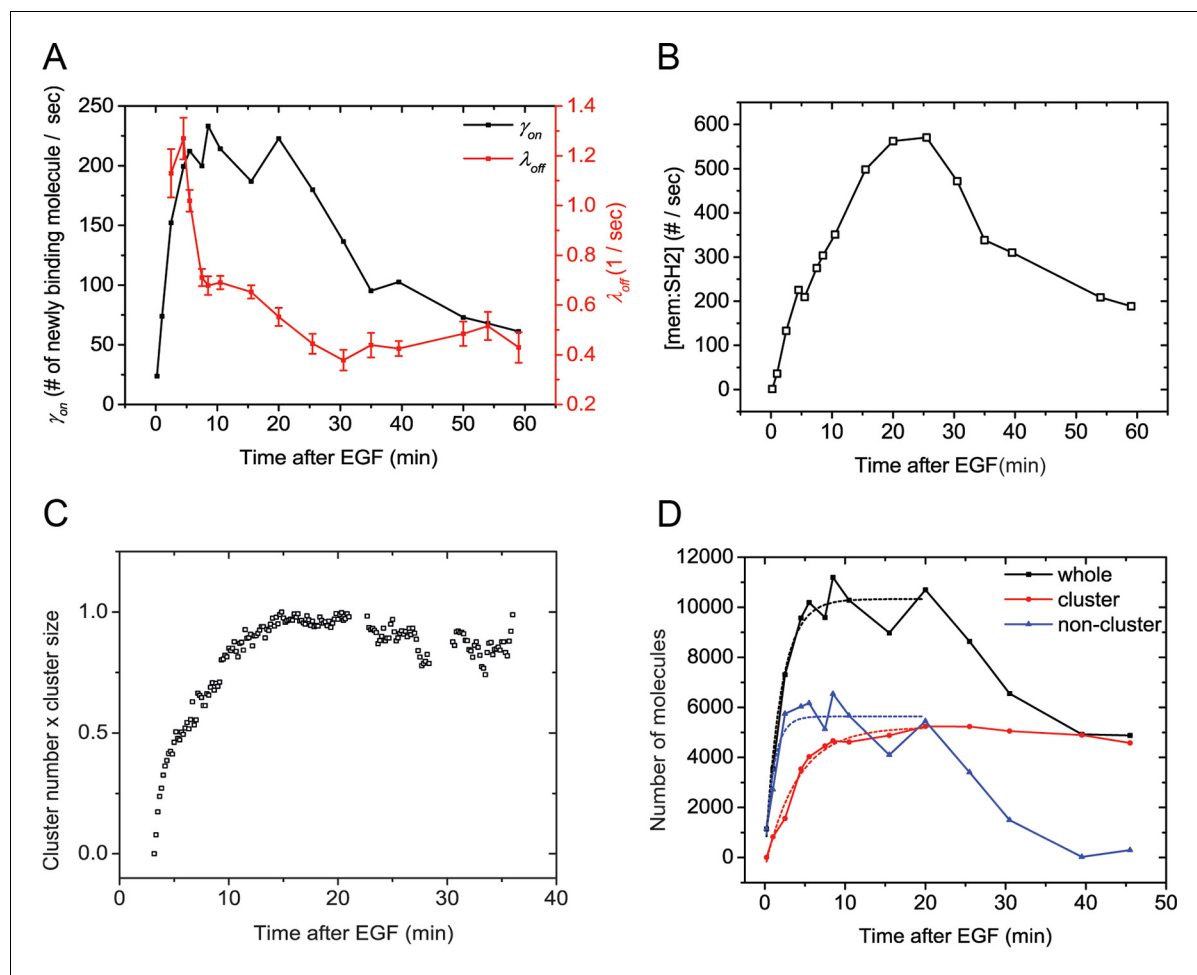 A
γon (# of newly binding molecule / sec)
250
200
150
100
50
0
γon
λoff
1.4
1.2
1.0
0.8
0.6
0.4
0.2
λoff (1 / sec)
0 10 20 30 40 50 60
Time after EGF (min)
B
[mem:SH2] (# / sec)
600
500
400
300
200
100
0
0 10 20 30 40 50 60
Time after EGF(min)
C
Cluster number x cluster size
1.0
0.5
0.0
0 10 20 30 40
Time after EGF (min)
D
Number of molecules
12000
10000
8000
6000
4000
2000
0
whole
cluster
non-cluster
0 10 20 30 40 50
Time after EGF (min)